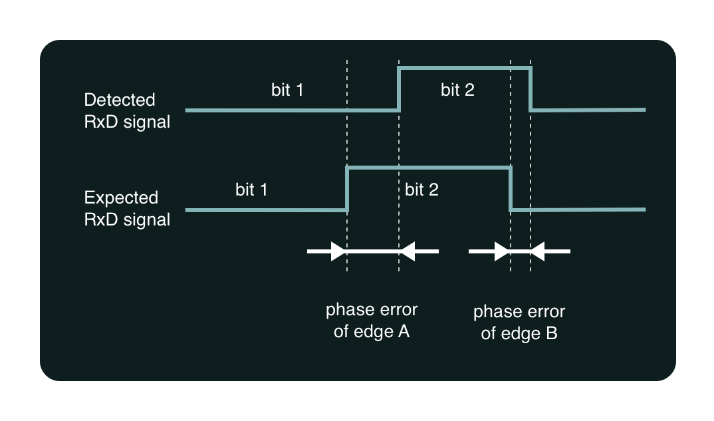 Detected
RxD signal
bit 1
bit 2
Expected
RxD signal
bit 1
bit 2
phase error
of edge A
phase error
of edge B